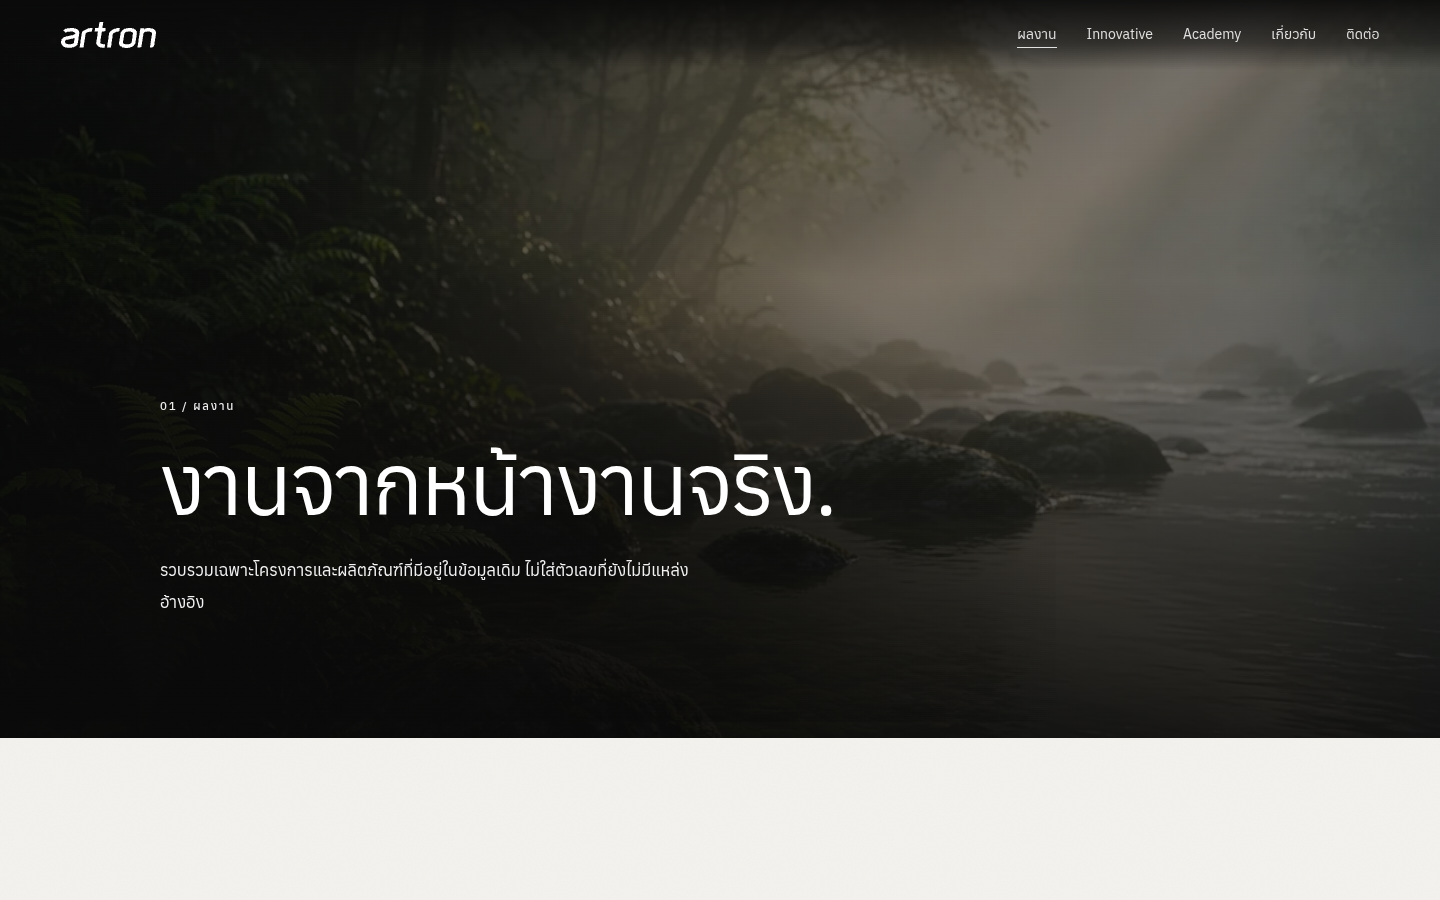 artron
ผลงาน
Innovative
Academy
เกี่ยวกับ
ติดต่อ
01 / ผลงาน
งานจากหน้างานจริง.
รวบรวมเฉพาะโครงการและผลิตภัณฑ์ที่มีอยู่ในข้อมูลเดิม ไม่ใส่ตัวเลขที่ยังไม่มีแหล่ง
อ้างอิง